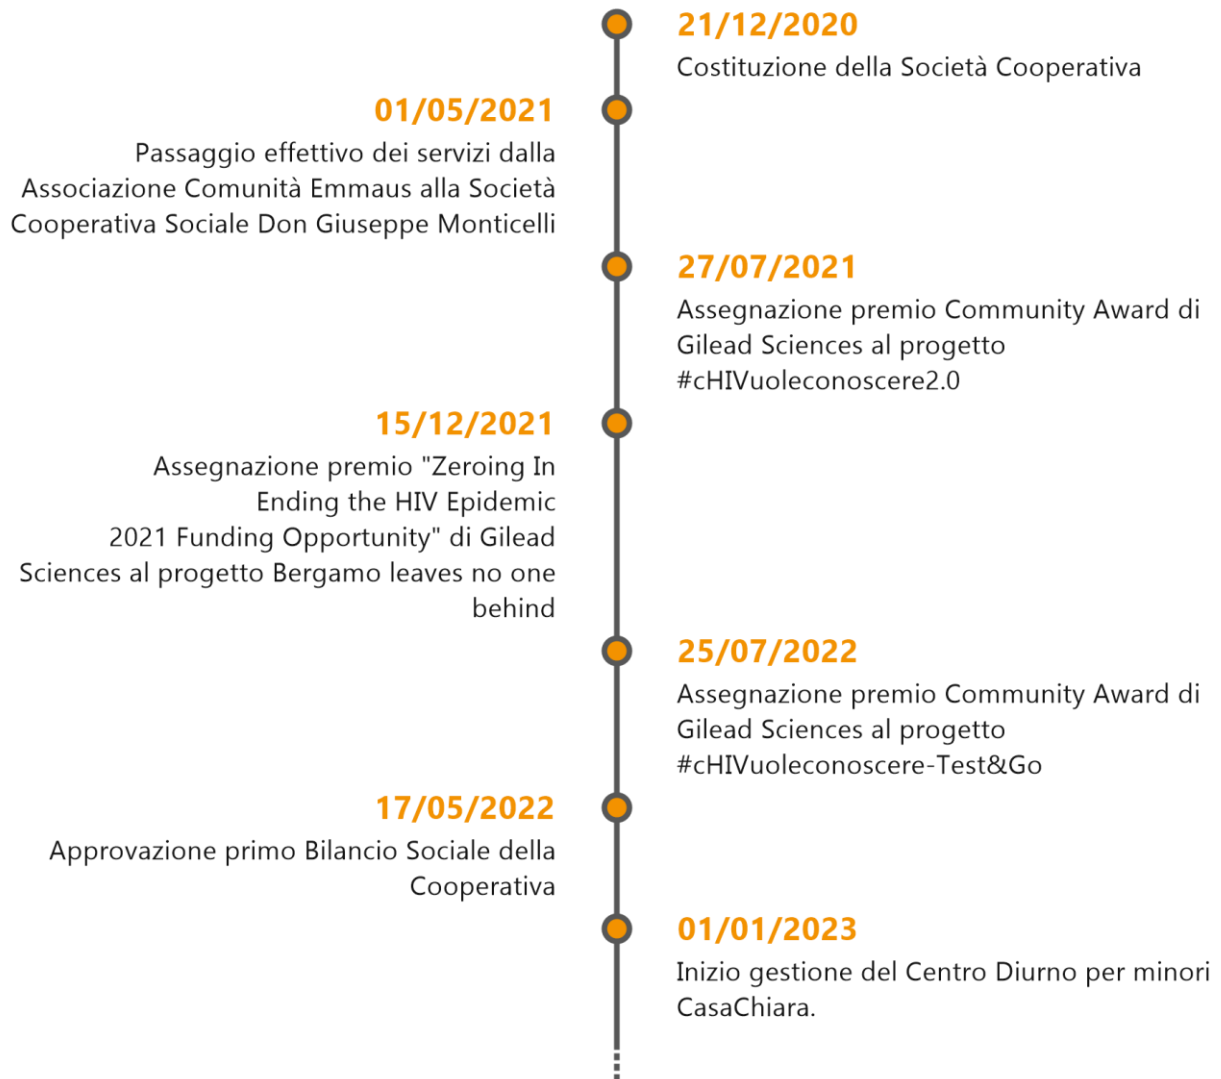 21/12/2020
Costituzione della Società Cooperativa
01/05/2021
Passaggio effettivo dei servizi dalla
Associazione Comunità Emmaus alla Società
Cooperativa Sociale Don Giuseppe Monticelli
27/07/2021
Assegnazione premio Community Award di
Gilead Sciences al progetto
#cHIVuoleconoscere2.0
15/12/2021
Assegnazione premio "Zeroing In
Ending the HIV Epidemic
2021 Funding Opportunity" di Gilead
Sciences al progetto Bergamo leaves no one
behind
25/07/2022
Assegnazione premio Community Award di
Gilead Sciences al progetto
#cHIVuoleconoscere-Test&Go
17/05/2022
Approvazione primo Bilancio Sociale della
Cooperativa
01/01/2023
Inizio gestione del Centro Diurno per minori
CasaChiara.